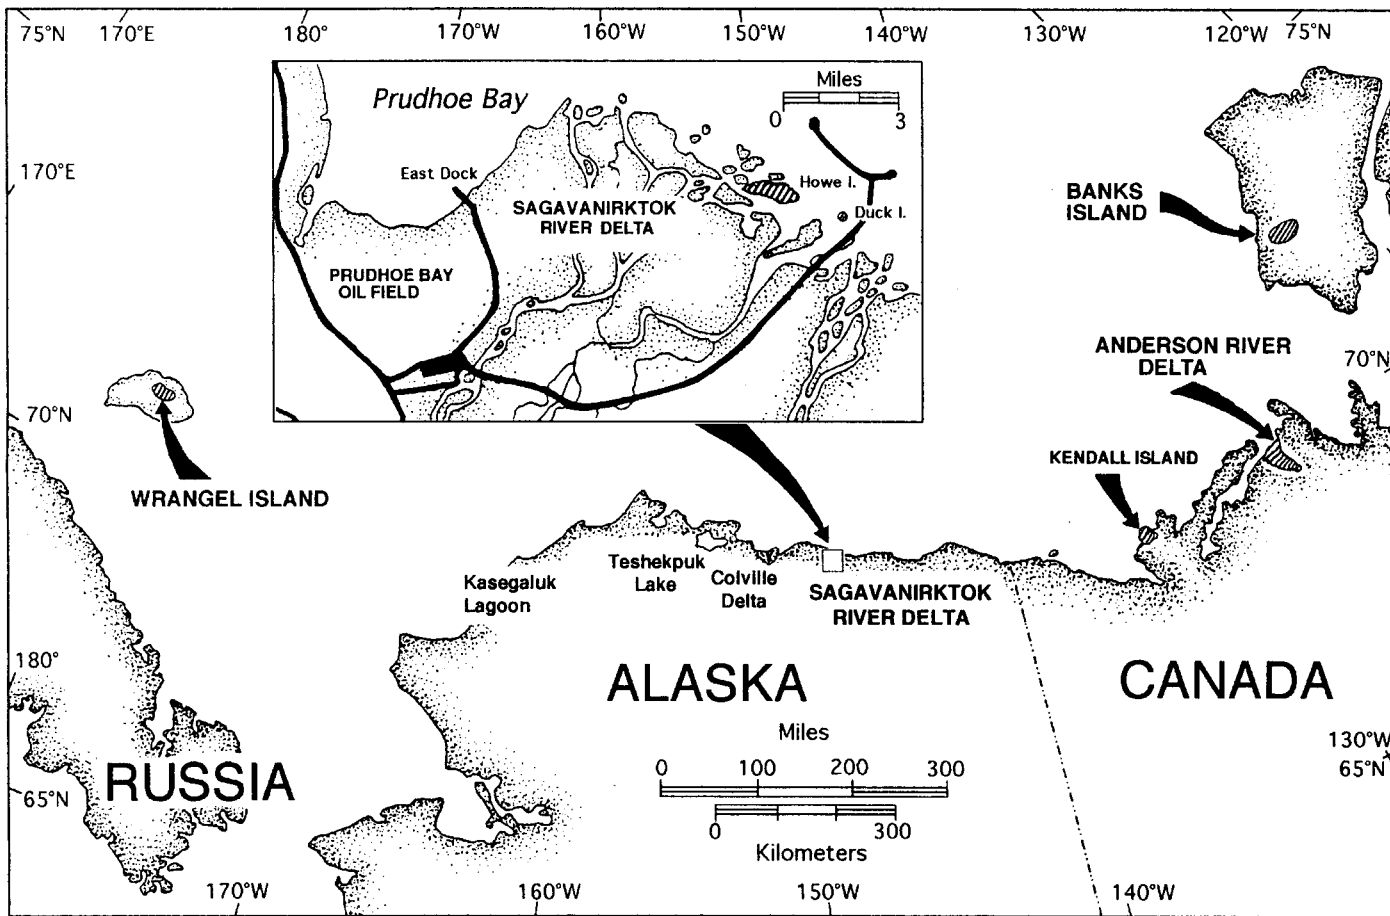 75°N
170°E
180°
170°W
160°W
150°W
140°W
130°W
120°W
75°N
Prudhoe Bay
Miles
0
3
East Dock
Howe I.
SAGAVANIRKTOK
RIVER DELTA
Duck I.
PRUDHOE BAY
OIL FIELD
170°E
BANKS
ISLAND
ANDERSON RIVER
DELTA
70°N
70°N
KENDALL ISLAND
WRANGEL ISLAND
Kasegaluk
Lagoon
Teshekpuk
Lake
Colville
Delta
SAGAVANIRKTOK
RIVER DELTA
180°
ALASKA
CANADA
Miles
0
100
200
300
0
300
Kilometers
RUSSIA
65°N
130°W
65°N
170°W
160°W
150°W
140°W